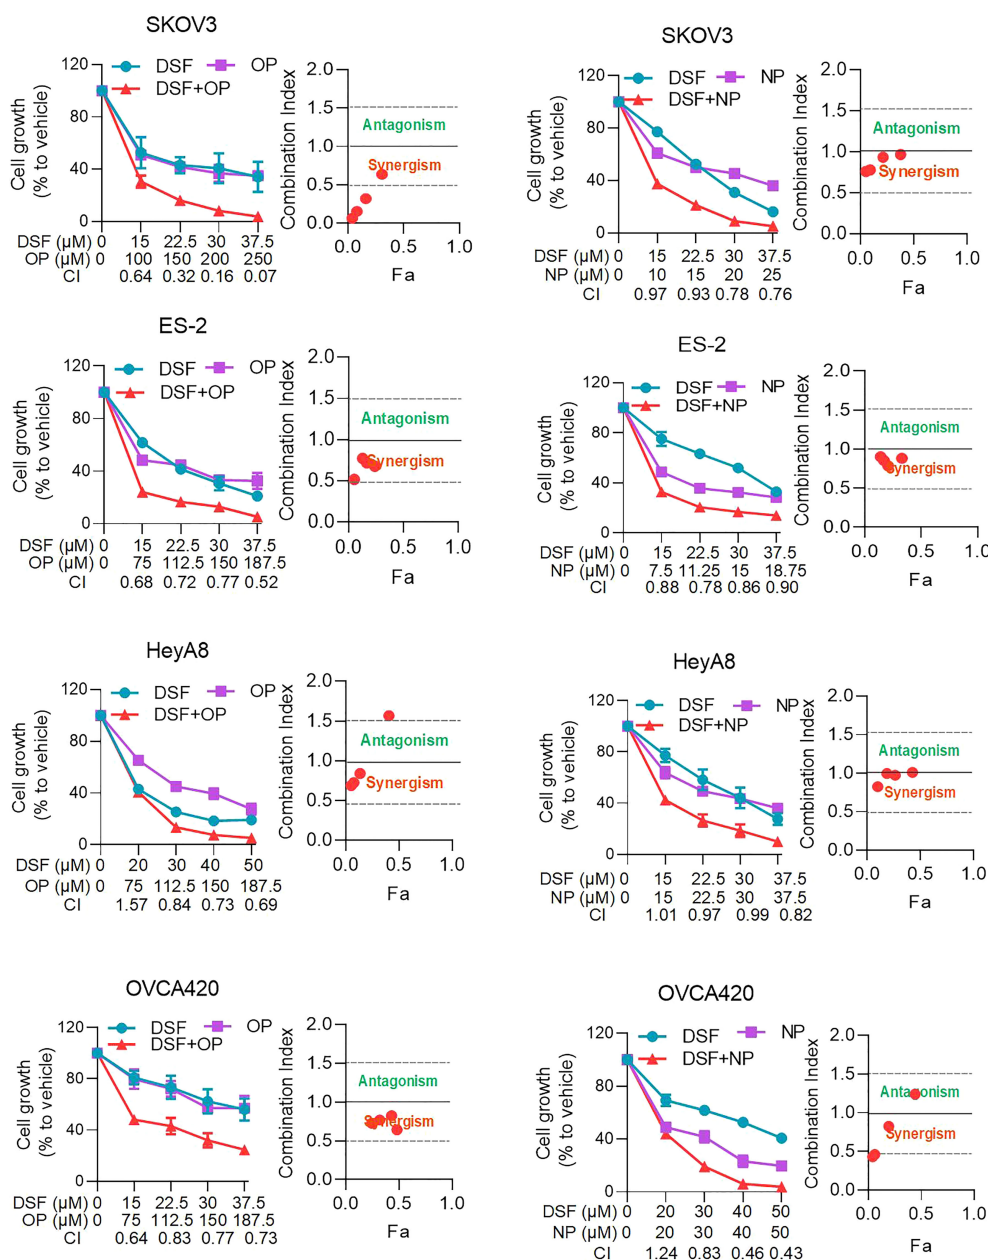 SKOV3
DSF OP
DSF+OP
Cell growth
(% to vehicle)
120
80
40
0
DSF (µM) 0 15 22.5 30 37.5
OP (µM) 0 100 150 200 250
CI 0.64 0.32 0.16 0.07
Combination Index
2.0
1.5
1.0
0.5
0.0
Antagonism
Synergism
0.0 0.5 1.0
Fa
SKOV3
DSF NP
DSF+NP
Cell growth
(% to vehicle)
120
80
40
0
DSF (µM) 0 15 22.5 30 37.5
NP (µM) 0 10 15 20 25
CI 0.97 0.93 0.78 0.76
Combination Index
2.0
1.5
1.0
0.5
0.0
Antagonism
Synergism
0.0 0.5 1.0
Fa
ES-2
DSF OP
DSF+OP
Cell growth
(% to vehicle)
120
80
40
0
DSF (µM) 0 15 22.5 30 37.5
OP (µM) 0 75 112.5 150 187.5
CI 0.68 0.72 0.77 0.52
Combination Index
2.0
1.5
1.0
0.5
0.0
Antagonism
Synergism
0.0 0.5 1.0
Fa
ES-2
DSF NP
DSF+NP
Cell growth
(% to vehicle)
120
80
40
0
DSF (µM) 0 15 22.5 30 37.5
NP (µM) 0 7.5 11.25 15 18.75
CI 0.88 0.78 0.86 0.90
Combination Index
2.0
1.5
1.0
0.5
0.0
Antagonism
Synergism
0.0 0.5 1.0
Fa
HeyA8
DSF OP
DSF+OP
Cell growth
(% to vehicle)
120
80
40
0
DSF (µM) 0 20 30 40 50
OP (µM) 0 75 112.5 150 187.5
CI 1.57 0.84 0.73 0.69
Combination Index
2.0
1.5
1.0
0.5
0.0
Antagonism
Synergism
0.0 0.5 1.0
Fa
HeyA8
DSF NP
DSF+NP
Cell growth
(% to vehicle)
120
80
40
0
DSF (µM) 0 15 22.5 30 37.5
NP (µM) 0 15 22.5 30 37.5
CI 1.01 0.97 0.99 0.82
Combination Index
2.0
1.5
1.0
0.5
0.0
Antagonism
Synergism
0.0 0.5 1.0
Fa
OVCA420
DSF OP
DSF+OP
Cell growth
(% to vehicle)
120
80
40
0
DSF (µM) 0 15 22.5 30 37.5
OP (µM) 0 75 112.5 150 187.5
CI 0.64 0.83 0.77 0.73
Combination Index
2.0
1.5
1.0
0.5
0.0
Antagonism
Synergism
0.0 0.5 1.0
Fa
OVCA420
DSF NP
DSF+NP
Cell growth
(% to vehicle)
120
80
40
0
DSF (µM) 0 20 30 40 50
NP (µM) 0 20 30 40 50
CI 1.24 0.83 0.46 0.43
Combination Index
2.0
1.5
1.0
0.5
0.0
Antagonism
Synergism
0.0 0.5 1.0
Fa